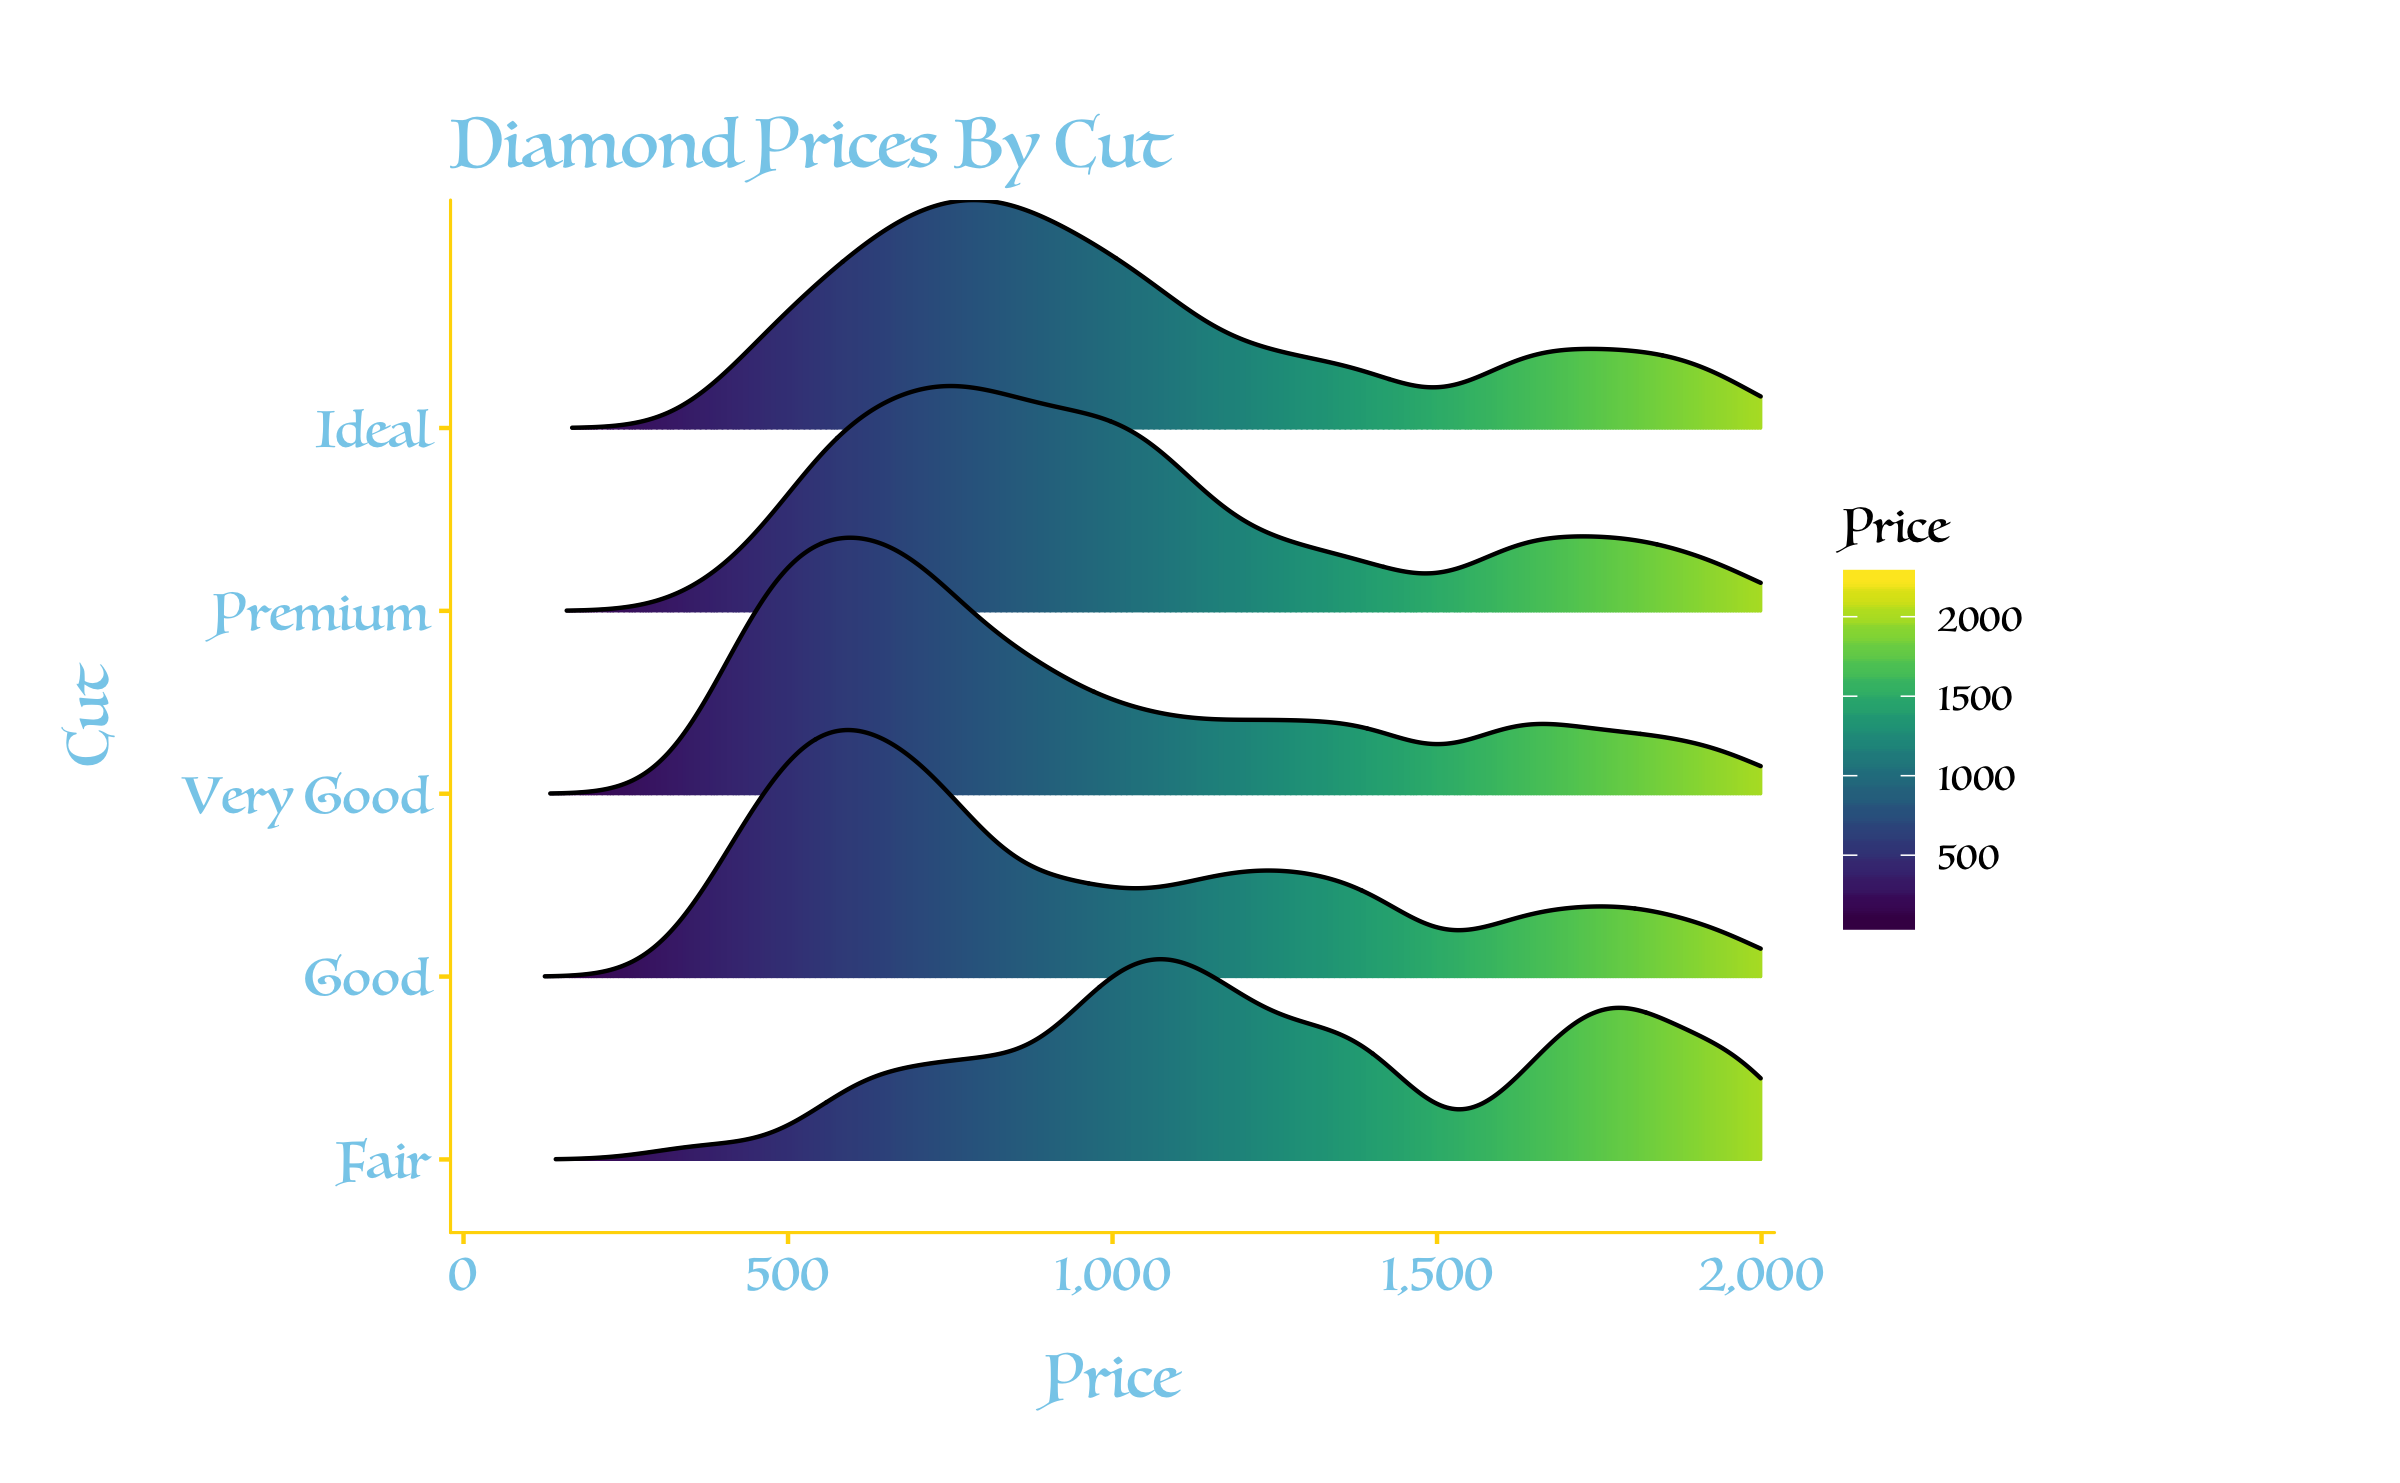 Diamond Prices By Cut
Cut
Ideal
Premium
Very Good
Good
Fair
0 500 1,000 1,500 2,000
Price
Price
2000
1500
1000
500